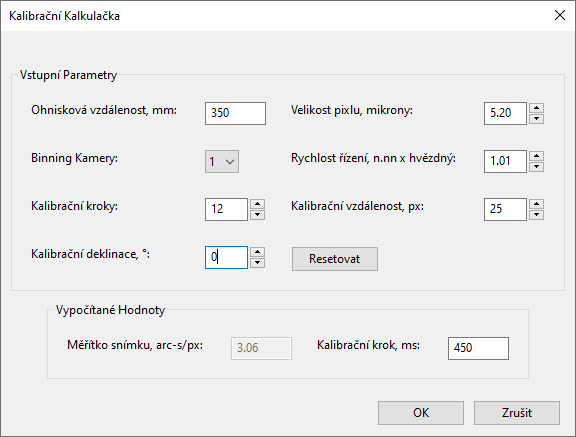 Kalibrační Kalkulačka
Vstupní Parametry
Ohnisková vzdálenost, mm: 350 Velikost pixlu, mikrony: 5.20
Binning Kamery: 1 Rychlost řízení, n.nn x hvězdný: 1.01
Kalibrační kroky: 12 Kalibrační vzdálenost, px: 25
Kalibrační deklinace, °: 0 Resetovat
Vypočítané Hodnoty
Měřítko snímku, arc-s/px: 3.06 Kalibrační krok, ms: 450
OK Zrušit